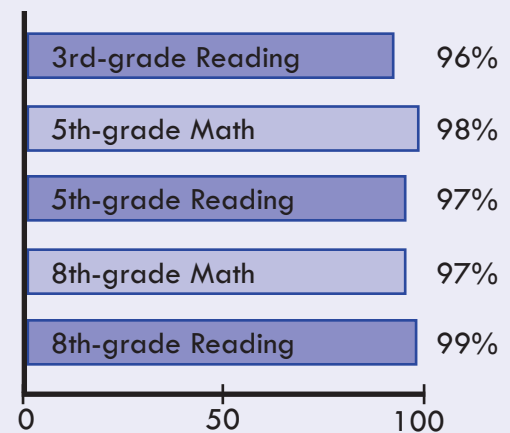 3rd-grade Reading 96%
5th-grade Math 98%
5th-grade Reading 97%
8th-grade Math 97%
8th-grade Reading 99%
0 50 100